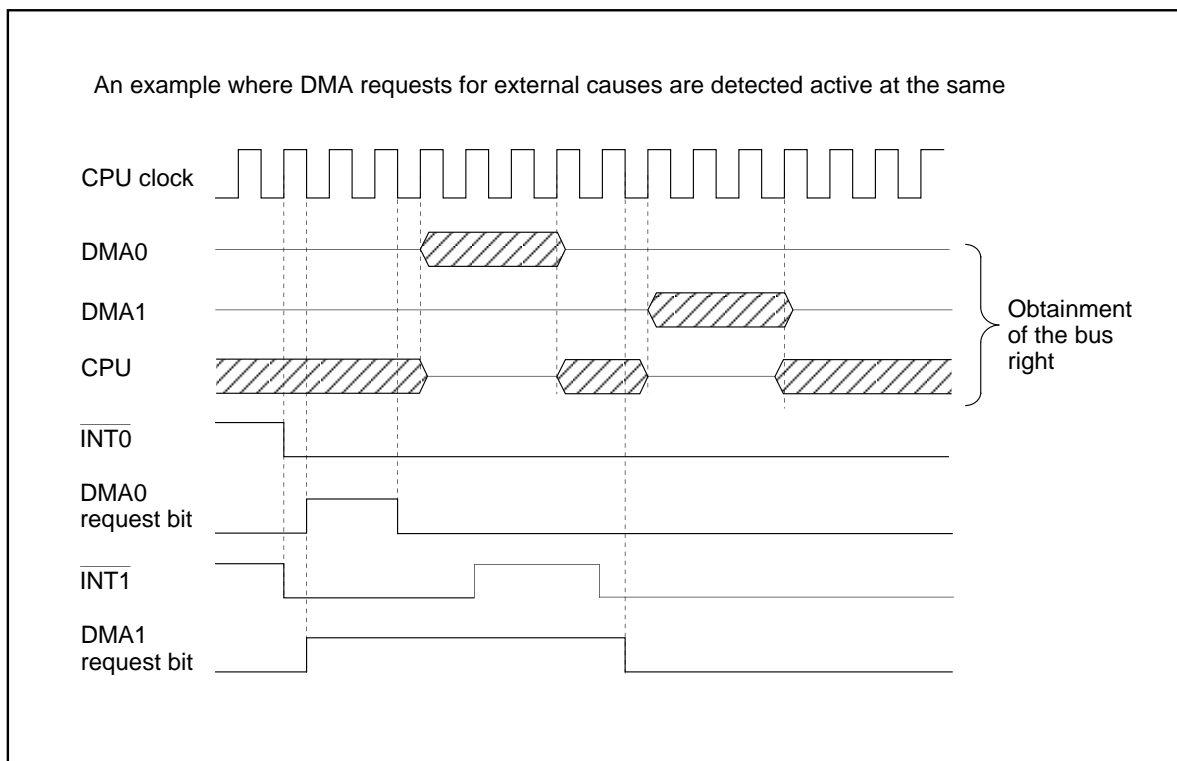 An example where DMA requests for external causes are detected active at the same
CPU clock
DMA0
DMA1
CPU
Obtainment
of the bus
right
INT0
DMA0
request bit
INT1
DMA1
request bit